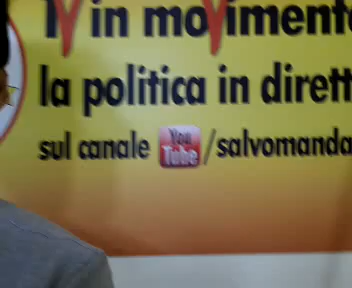 TV in movimento
la politica in dirett
sul canale You Tube /salvomanda